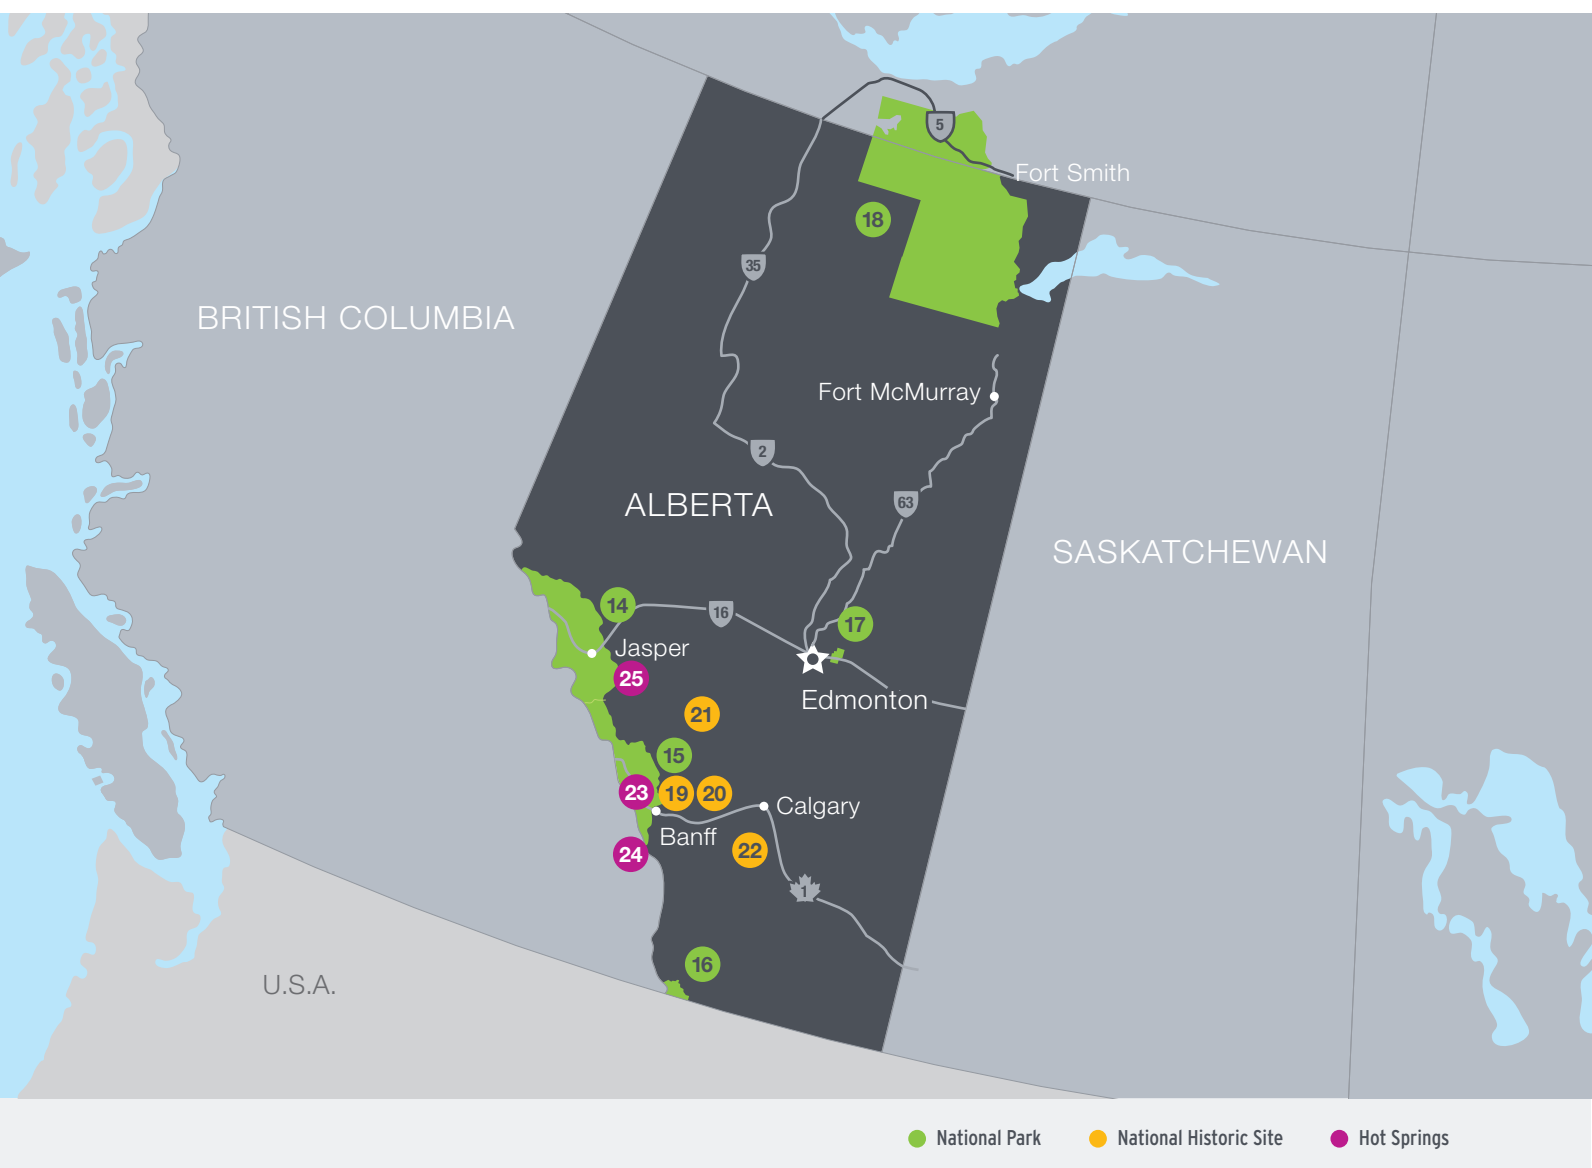 5
Fort Smith
18
35
BRITISH COLUMBIA
Fort McMurray
2
ALBERTA
63
SASKATCHEWAN
14
16
17
Jasper
25
Edmonton
21
15
23
19
20
Calgary
Banff
24
22
1
16
U.S.A.
National Park
National Historic Site
Hot Springs